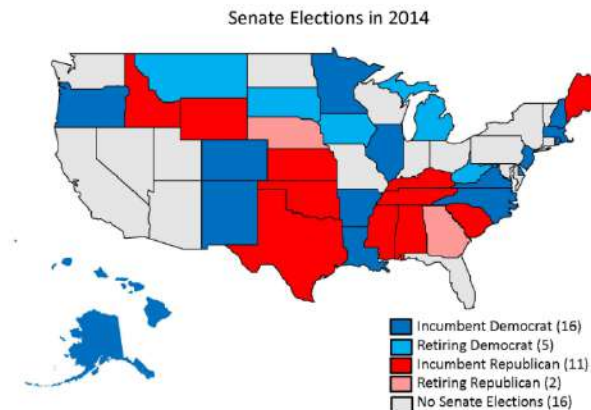 Senate Elections in 2014
Incumbent Democrat (16)
Retiring Democrat (5)
Incumbent Republican (11)
Retiring Republican (2)
No Senate Elections (16)